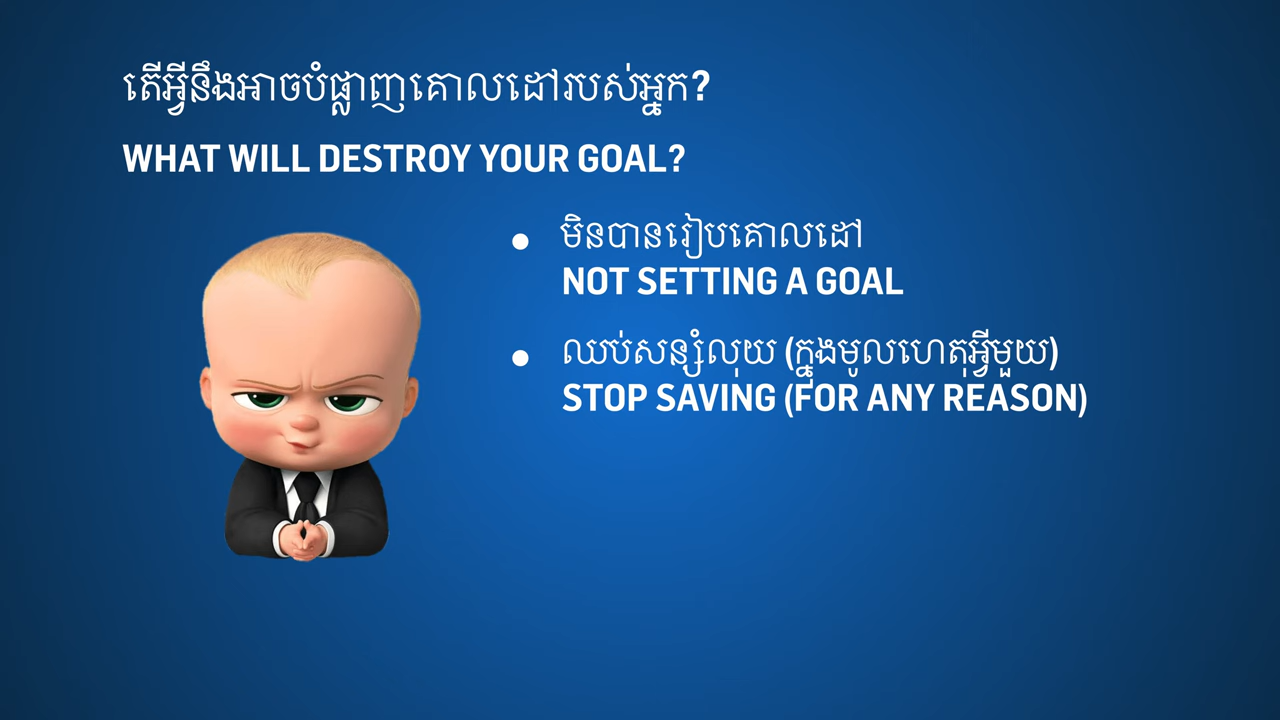 តើអ្វីនឹងអាចបំផ្លាញគោលដៅរបស់អ្នក?
WHAT WILL DESTROY YOUR GOAL?
• មិនបានរៀបគោលដៅ
NOT SETTING A GOAL
• ឈប់សន្សំលុយ (ក្នុងមូលហេតុអ្វីមួយ)
STOP SAVING (FOR ANY REASON)